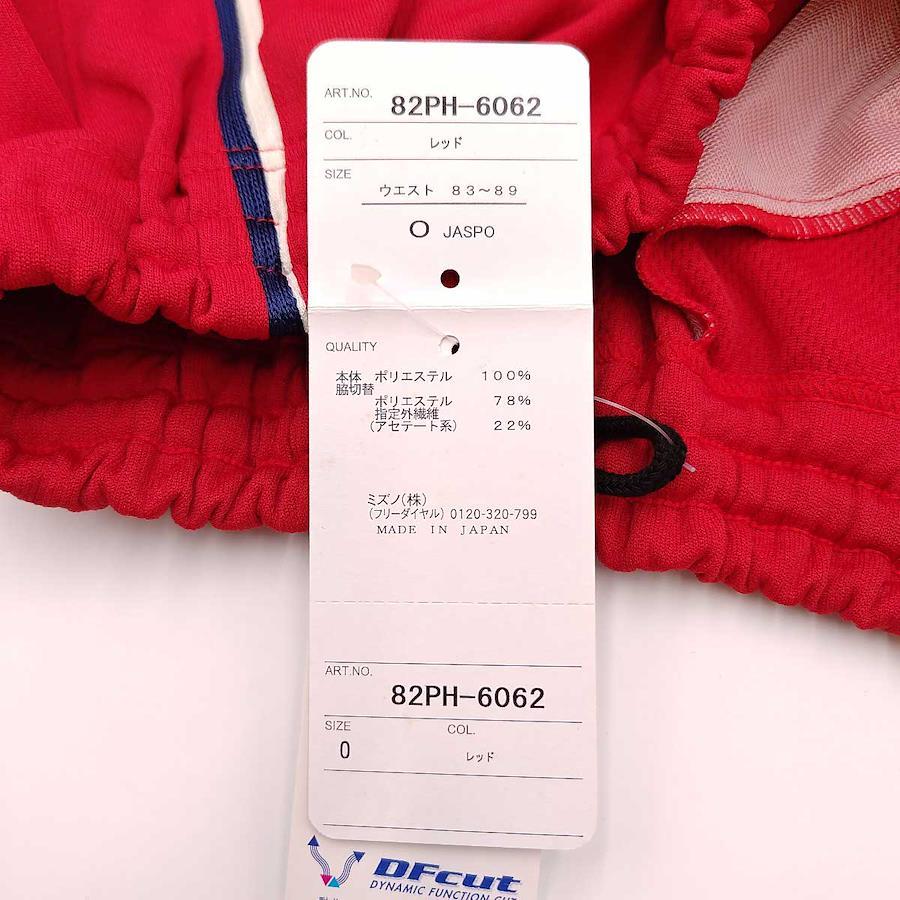 ART.NO. 82PH-6062
COL. レッド
SIZE
ウエスト 83~89
O JASPO
QUALITY
本体 ポリエステル 100%
脇切替
ポリエステル 78%
指定外繊維
(アセテート系) 22%
ミズノ(株)
(フリーダイヤル) 0120-320-799
MADE IN JAPAN
ART.NO.
82PH-6062
SIZE COL.
O レッド
DFcut
DYNAMIC FUNCTION CUT